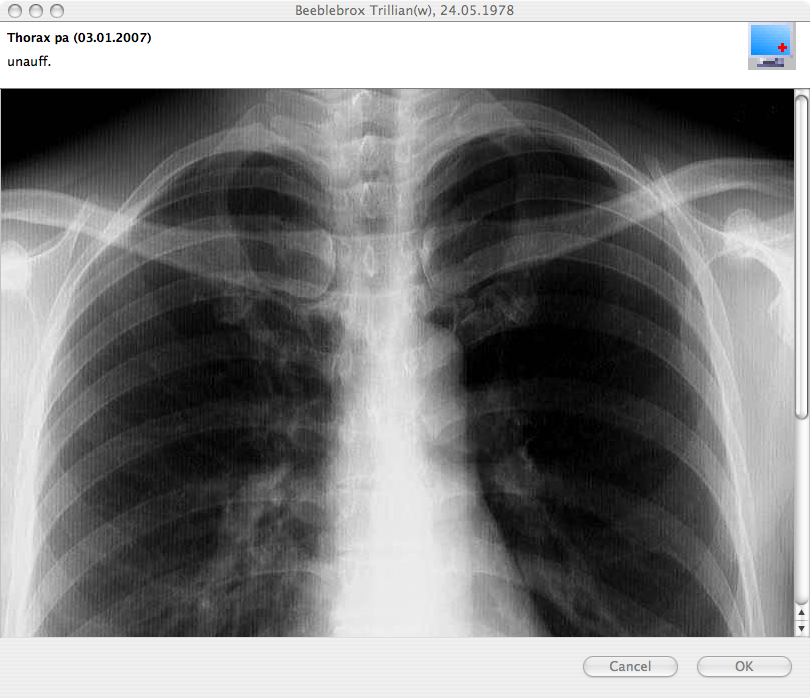 Beeblebrox Trillian(w), 24.05.1978
Thorax pa (03.01.2007)
unauff.
Cancel
OK